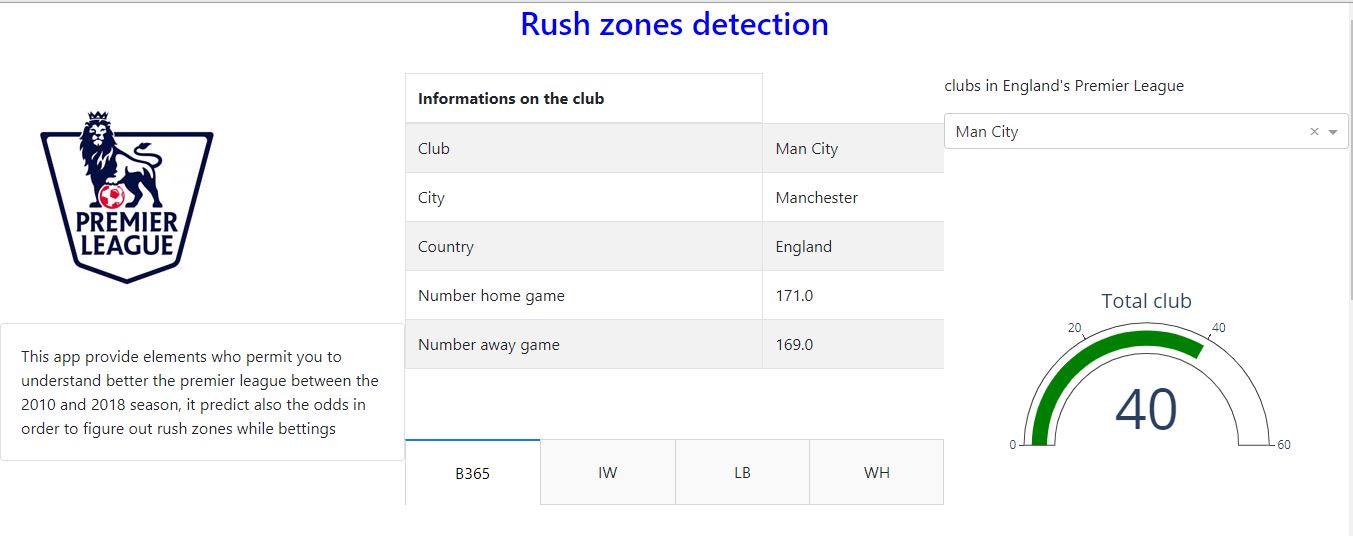 Rush zones detection
PREMIER
LEAGUE
This app provide elements who permit you to
understand better the premier league between the
2010 and 2018 season, it predict also the odds in
order to figure out rush zones while bettings
Informations on the club
Club Man City
City Manchester
Country England
Number home game 171.0
Number away game 169.0
B365 IW LB WH
clubs in England's Premier League
Man City ×
Total club
20 40
40
0 60